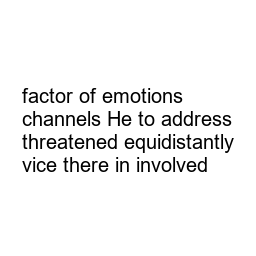 factor of emotions
channels He to address
threatened equidistantly
vice there in involved